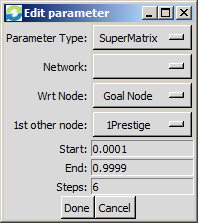 Edit parameter
Parameter Type: SuperMatrix
Network:
Wrt Node: Goal Node
1st other node: 1Prestige
Start: 0.0001
End: 0.9999
Steps: 6
Done Cancel